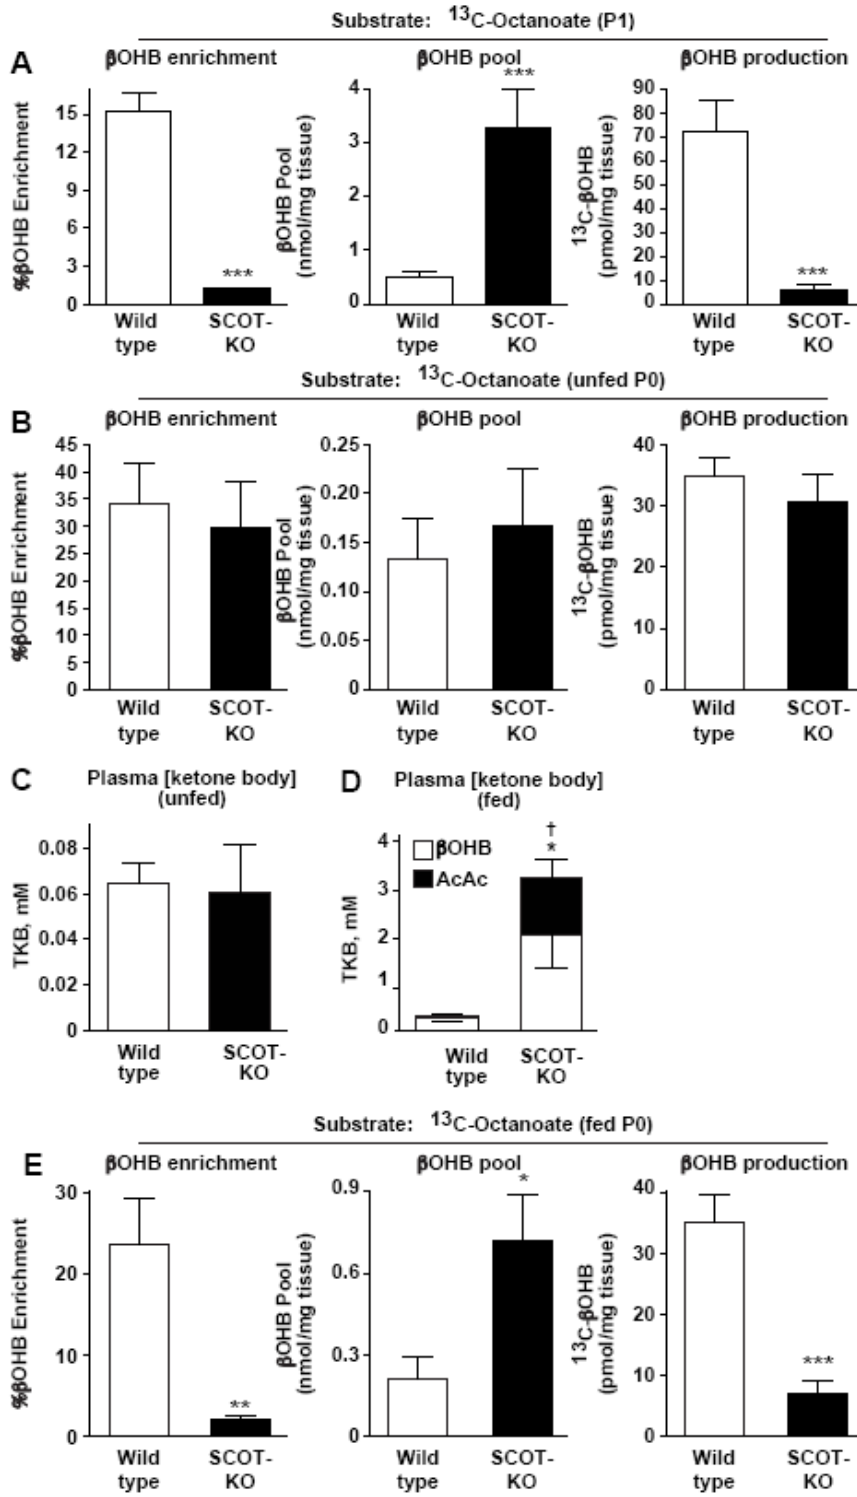 Substrate: 13C-Octanoate (P1)
A
βOHB enrichment
βOHB pool
βOHB production
%βOHB Enrichment
15
12
9
6
3
0
***
Wild type
SCOT-KO
βOHB Pool
(nmol/mg tissue)
4
3
2
1
0
***
Wild type
SCOT-KO
13C-βOHB
(pmol/mg tissue)
90
80
70
60
50
40
30
20
10
0
***
Wild type
SCOT-KO
Substrate: 13C-Octanoate (unfed P0)
B
βOHB enrichment
βOHB pool
βOHB production
%βOHB Enrichment
45
40
35
30
25
20
15
10
5
0
Wild type
SCOT-KO
βOHB Pool
(nmol/mg tissue)
0.25
0.20
0.15
0.10
0.05
0
Wild type
SCOT-KO
13C-βOHB
(pmol/mg tissue)
40
30
20
10
0
Wild type
SCOT-KO
C
Plasma [ketone body]
(unfed)
TKB, mM
0.08
0.06
0.04
0.02
0
Wild type
SCOT-KO
D
Plasma [ketone body]
(fed)
TKB, mM
4
3
2
1
0
βOHB
AcAc
†
*
Wild type
SCOT-KO
Substrate: 13C-Octanoate (fed P0)
E
βOHB enrichment
βOHB pool
βOHB production
%βOHB Enrichment
30
20
10
0
**
Wild type
SCOT-KO
βOHB Pool
(nmol/mg tissue)
0.9
0.6
0.3
0
*
Wild type
SCOT-KO
13C-βOHB
(pmol/mg tissue)
40
30
20
10
0
***
Wild type
SCOT-KO